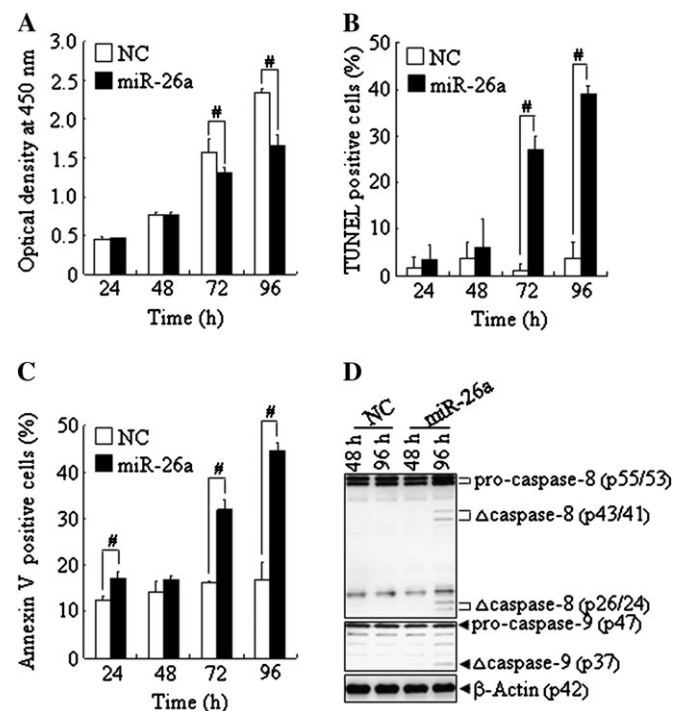 A
Optical density at 450 nm
3.0
2.5
2.0
1.5
1.0
0.5
0
NC
miR-26a
#
#
24 48 72 96
Time (h)
B
TUNEL positive cells (%)
50
40
30
20
10
0
NC
miR-26a
#
#
24 48 72 96
Time (h)
C
Annexin V positive cells (%)
50
40
30
20
10
0
NC
miR-26a
#
#
#
24 48 72 96
Time (h)
D
NC miR-26a
48 h 96 h 48 h 96 h
pro-caspase-8 (p55/53)
△caspase-8 (p43/41)
△caspase-8 (p26/24)
pro-caspase-9 (p47)
△caspase-9 (p37)
β-Actin (p42)